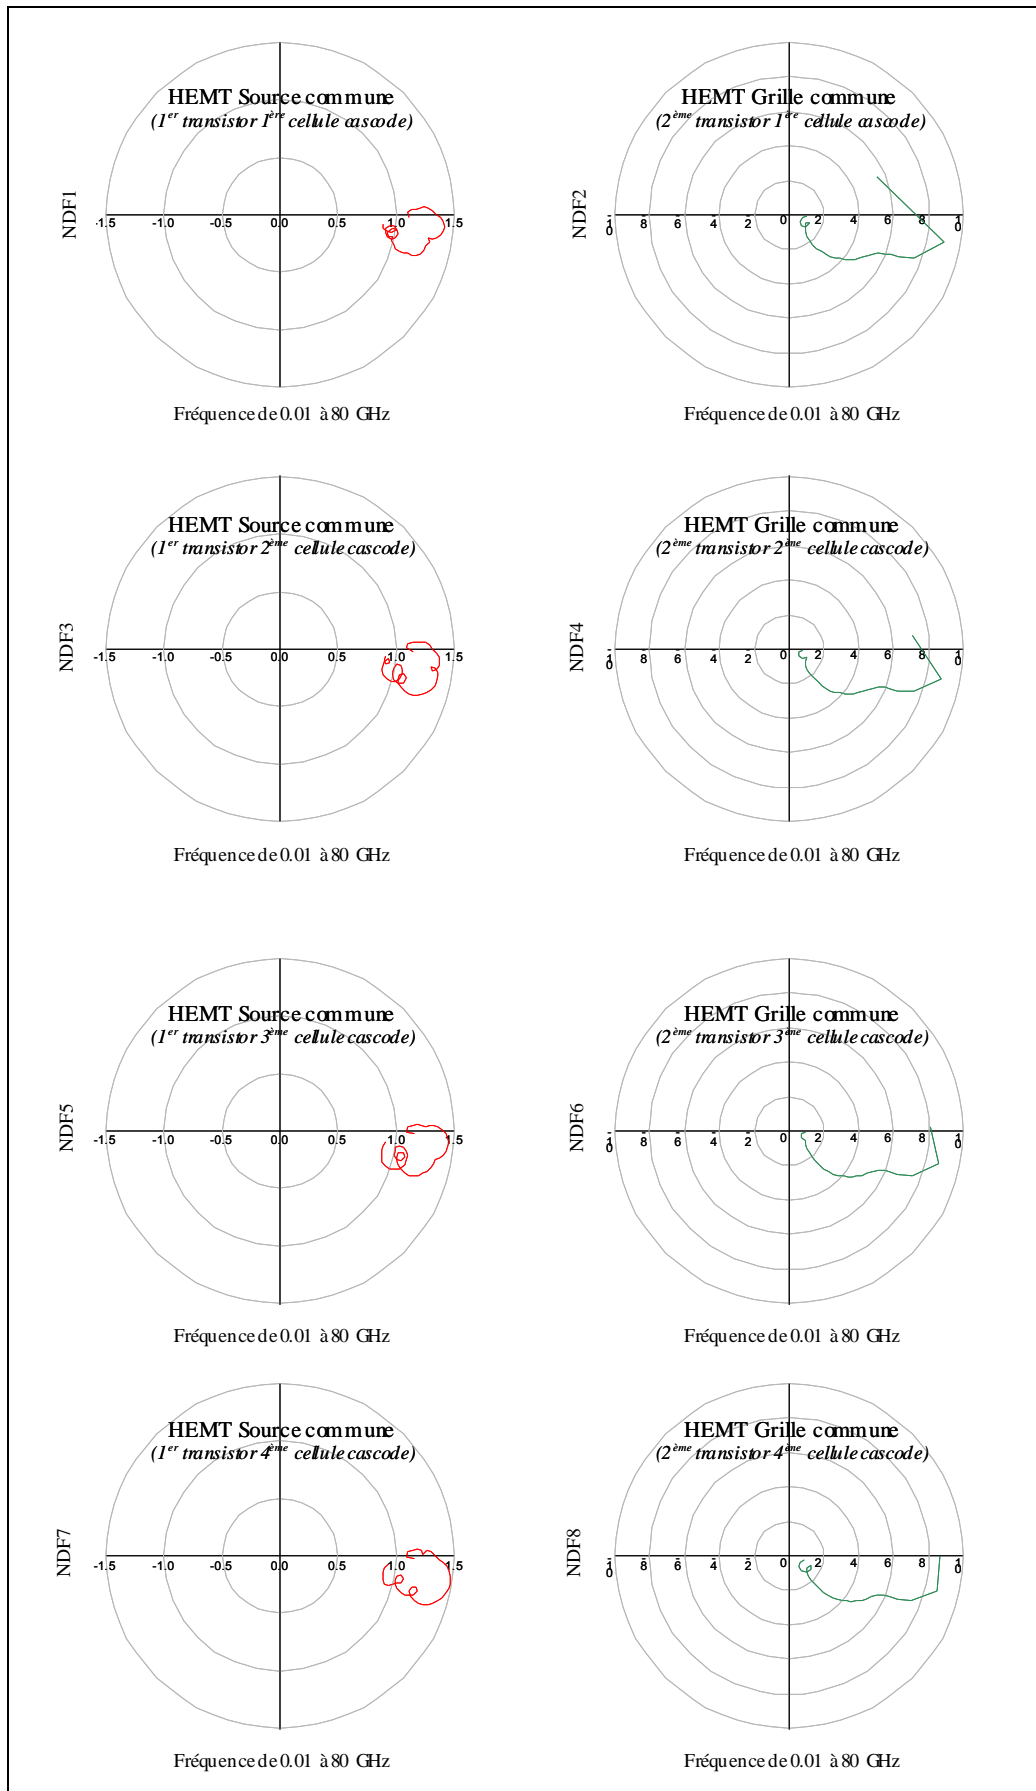 HEMT Source commune
(1er transistor 1ère cellule cascode)
NDF1
-1.5 -1.0 -0.5 0.0 0.5 1.0 1.5
Fréquence de 0.01 à 80 GHz
HEMT Grille commune
(2ème transistor 1ère cellule cascode)
NDF2
-10 8 6 4 2 0 2 4 6 8 10
Fréquence de 0.01 à 80 GHz
HEMT Source commune
(1er transistor 2ème cellule cascode)
NDF3
-1.5 -1.0 -0.5 0.0 0.5 1.0 1.5
Fréquence de 0.01 à 80 GHz
HEMT Grille commune
(2ème transistor 2ème cellule cascode)
NDF4
-10 8 6 4 2 0 2 4 6 8 10
Fréquence de 0.01 à 80 GHz
HEMT Source commune
(1er transistor 3ème cellule cascode)
NDF5
-1.5 -1.0 -0.5 0.0 0.5 1.0 1.5
Fréquence de 0.01 à 80 GHz
HEMT Grille commune
(2ème transistor 3ème cellule cascode)
NDF6
-10 8 6 4 2 0 2 4 6 8 10
Fréquence de 0.01 à 80 GHz
HEMT Source commune
(1er transistor 4ème cellule cascode)
NDF7
-1.5 -1.0 -0.5 0.0 0.5 1.0 1.5
Fréquence de 0.01 à 80 GHz
HEMT Grille commune
(2ème transistor 4ème cellule cascode)
NDF8
-10 8 6 4 2 0 2 4 6 8 10
Fréquence de 0.01 à 80 GHz